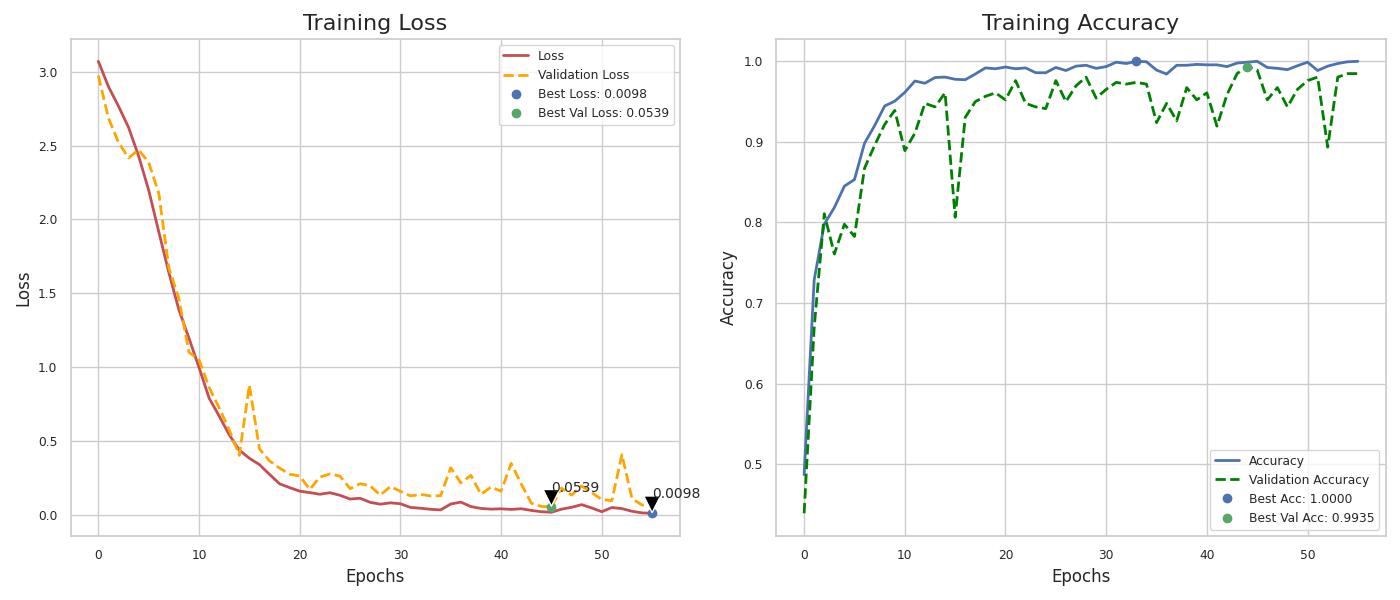 Training Loss
Loss
Validation Loss
Best Loss: 0.0098
Best Val Loss: 0.0539
3.0
2.5
2.0
1.5
1.0
0.5
0.0
Loss
0.0539
0.0098
0
10
20
30
40
50
Epochs
Training Accuracy
1.0
0.9
0.8
0.7
0.6
0.5
Accuracy
Accuracy
Validation Accuracy
Best Acc: 1.0000
Best Val Acc: 0.9935
0
10
20
30
40
50
Epochs